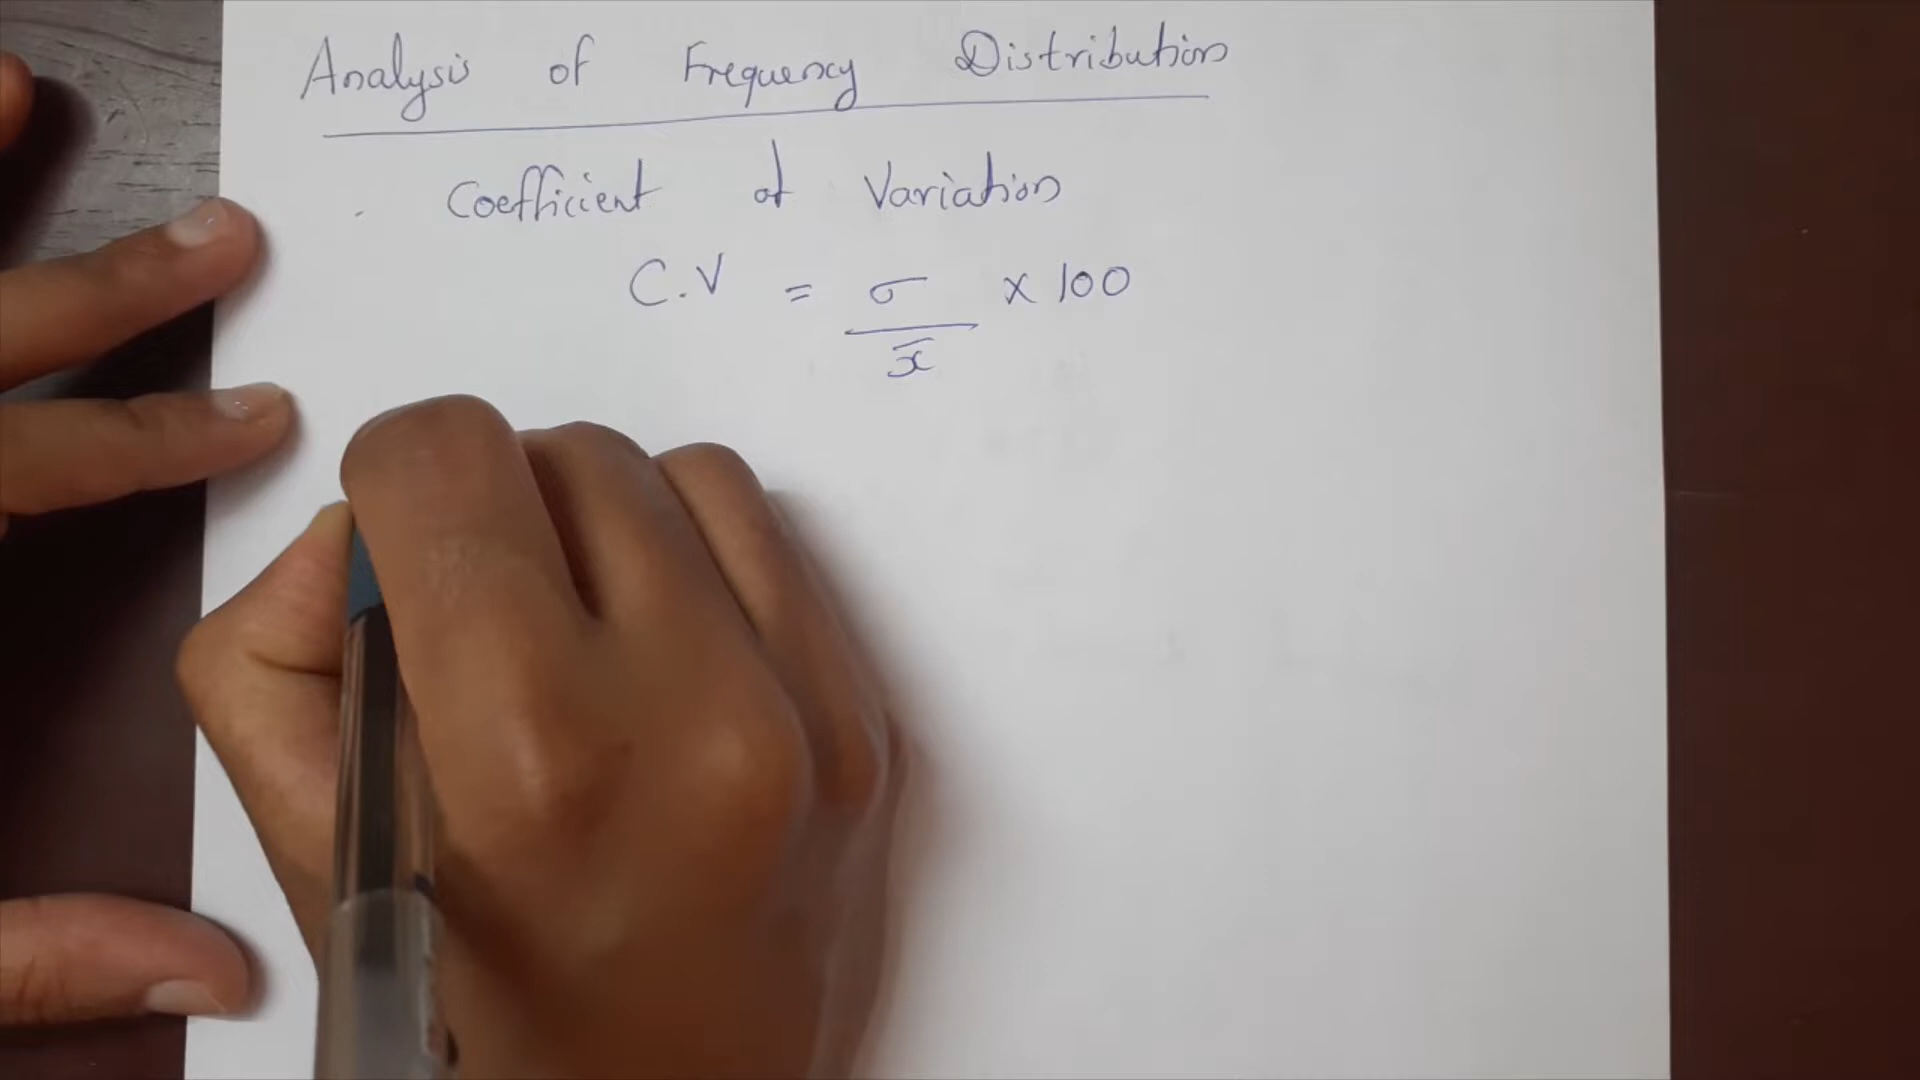 Analysis of Frequency Distribution
Coefficient of Variation
C.V = σ / x̄ × 100